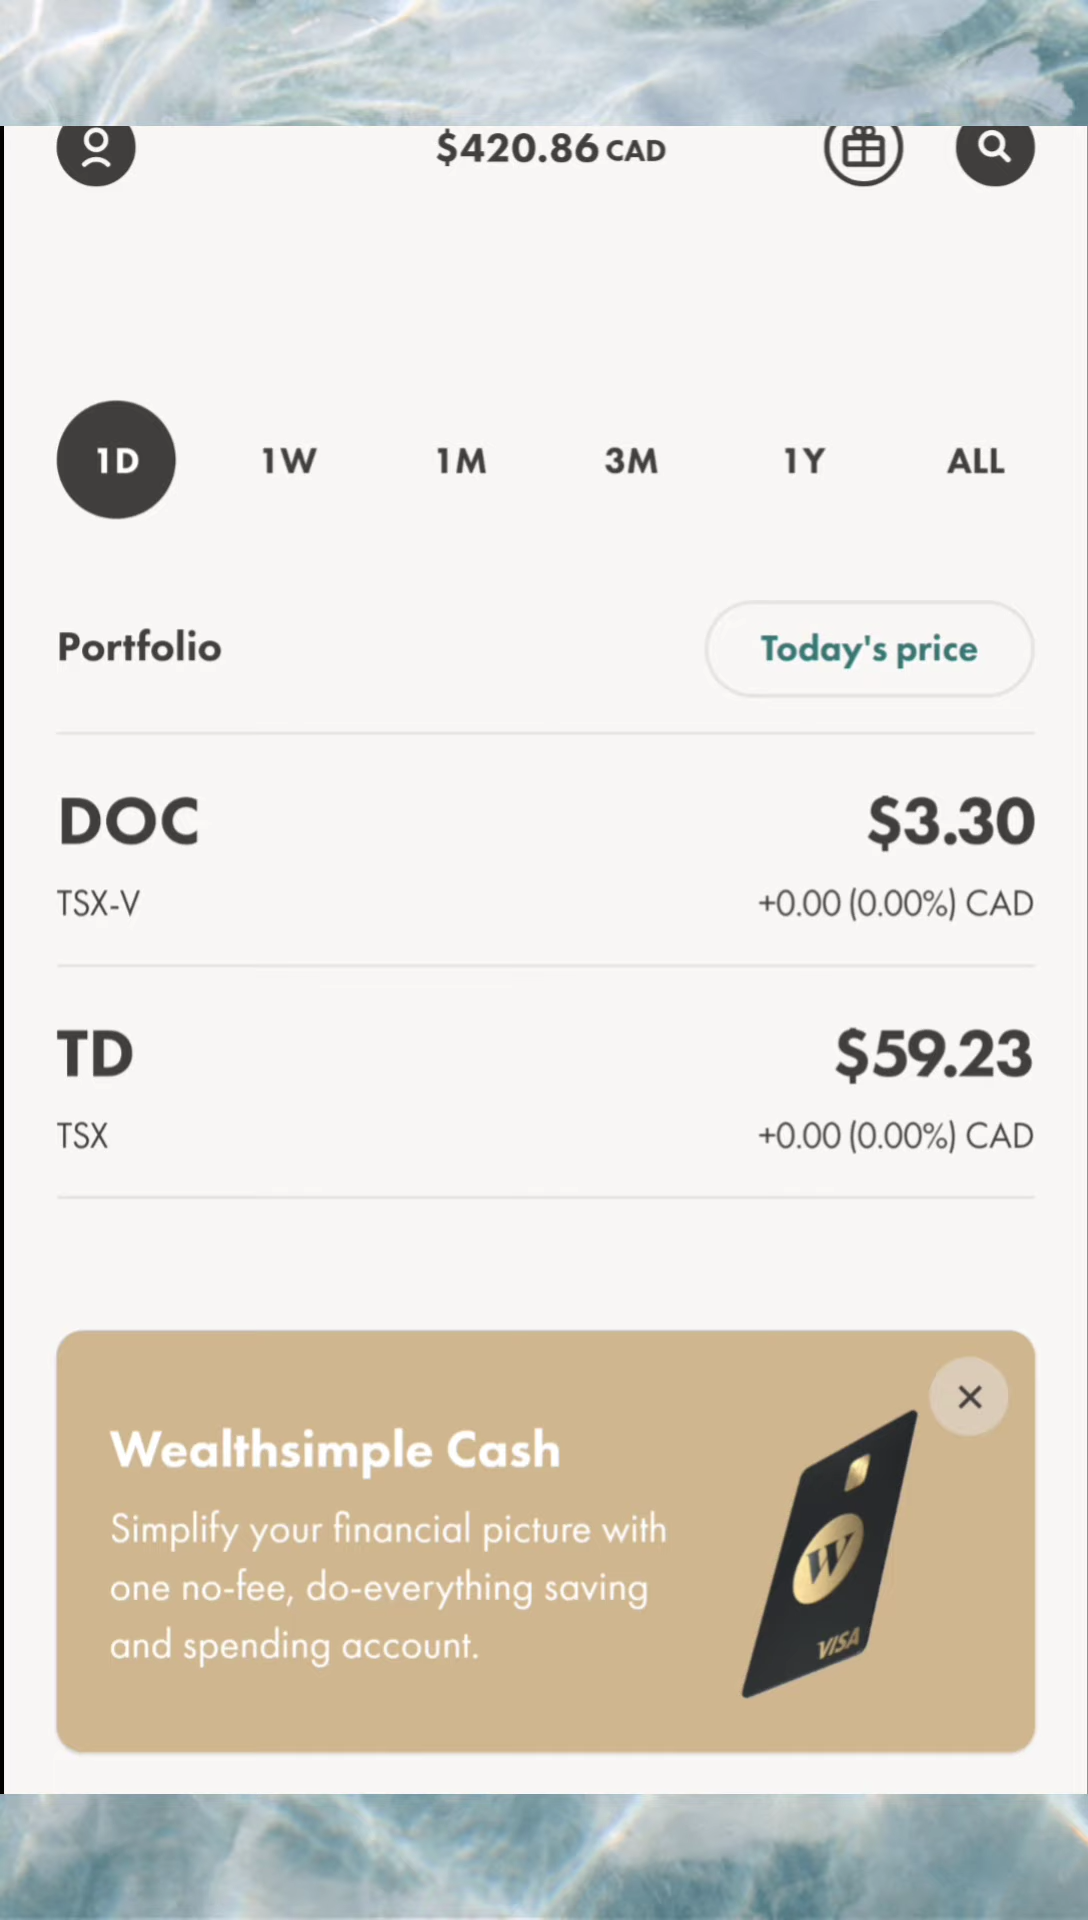 $420.86 CAD
1D 1W 1M 3M 1Y ALL
Portfolio Today's price
DOC $3.30
TSX-V +0.00 (0.00%) CAD
TD $59.23
TSX +0.00 (0.00%) CAD
Wealthsimple Cash
Simplify your financial picture with
one no-fee, do-everything saving
and spending account.
W
VISA